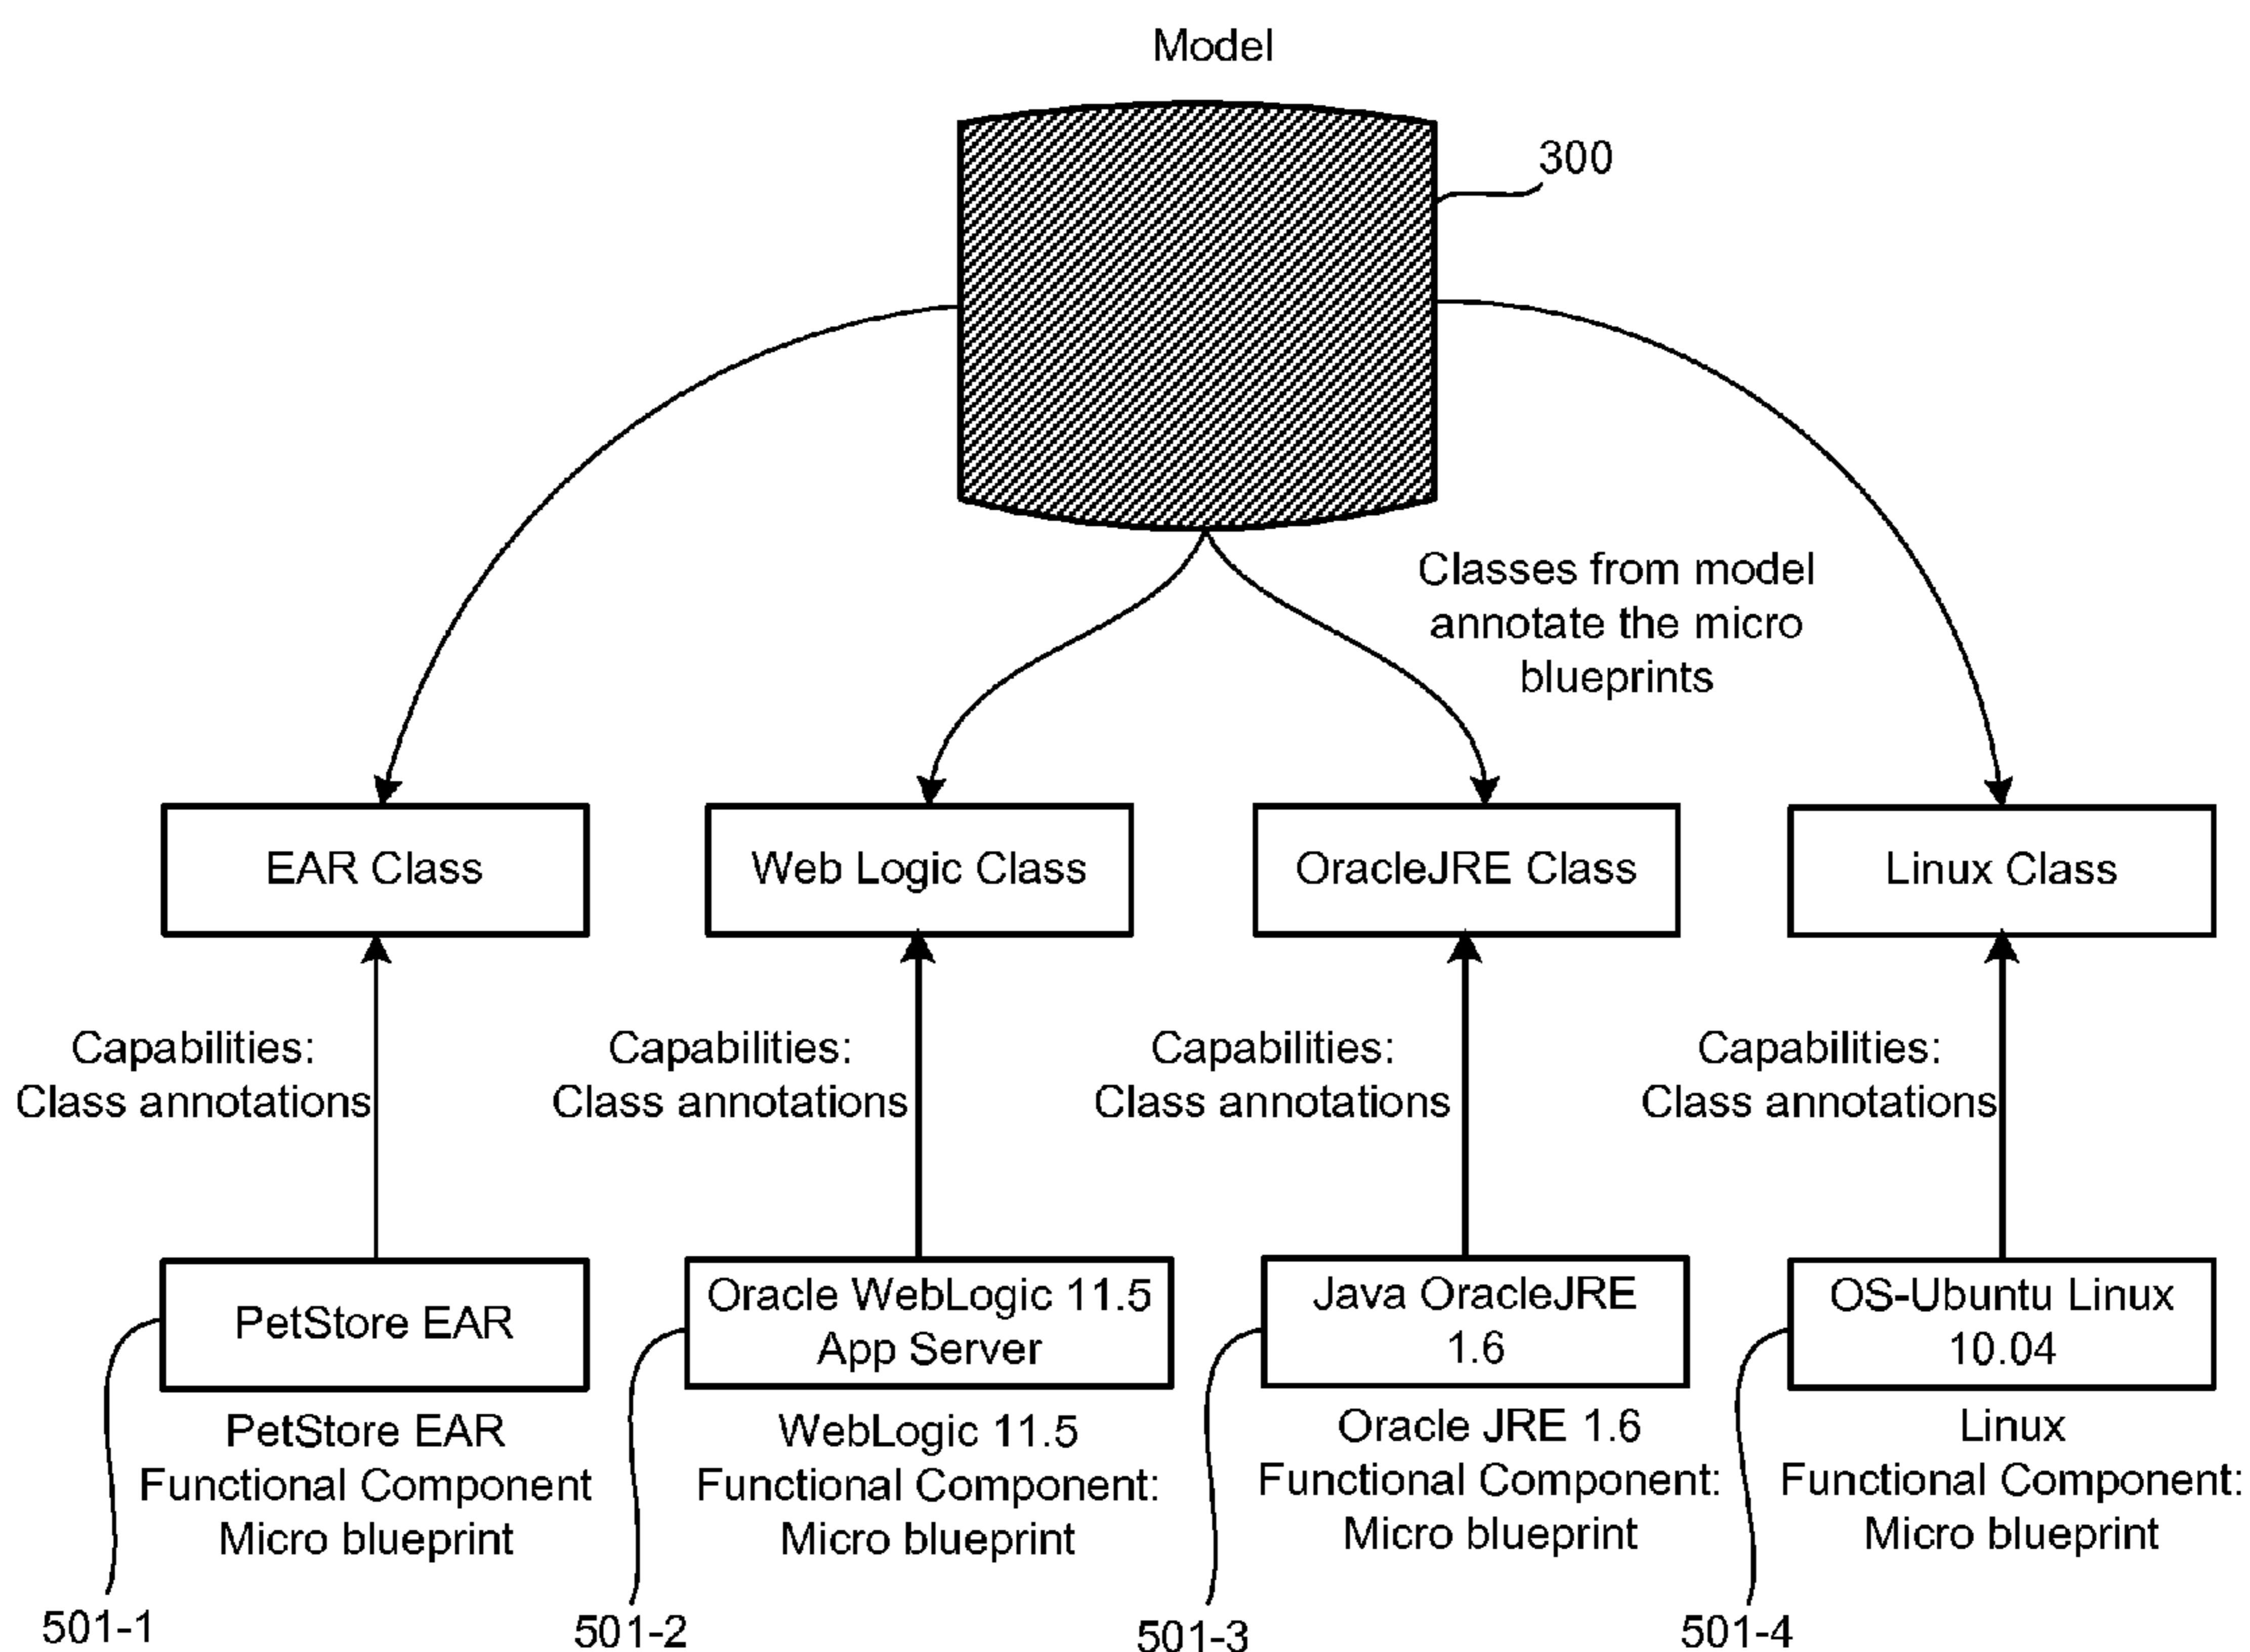 Model
300
Classes from model
annotate the micro
blueprints
EAR Class
Web Logic Class
OracleJRE Class
Linux Class
Capabilities:
Class annotations
Capabilities:
Class annotations
Capabilities:
Class annotations
Capabilities:
Class annotations
PetStore EAR
Oracle WebLogic 11.5
App Server
Java OracleJRE
1.6
OS-Ubuntu Linux
10.04
PetStore EAR
Functional Component
Micro blueprint
WebLogic 11.5
Functional Component:
Micro blueprint
Oracle JRE 1.6
Functional Component:
Micro blueprint
Linux
Functional Component:
Micro blueprint
501-1
501-2
501-3
501-4